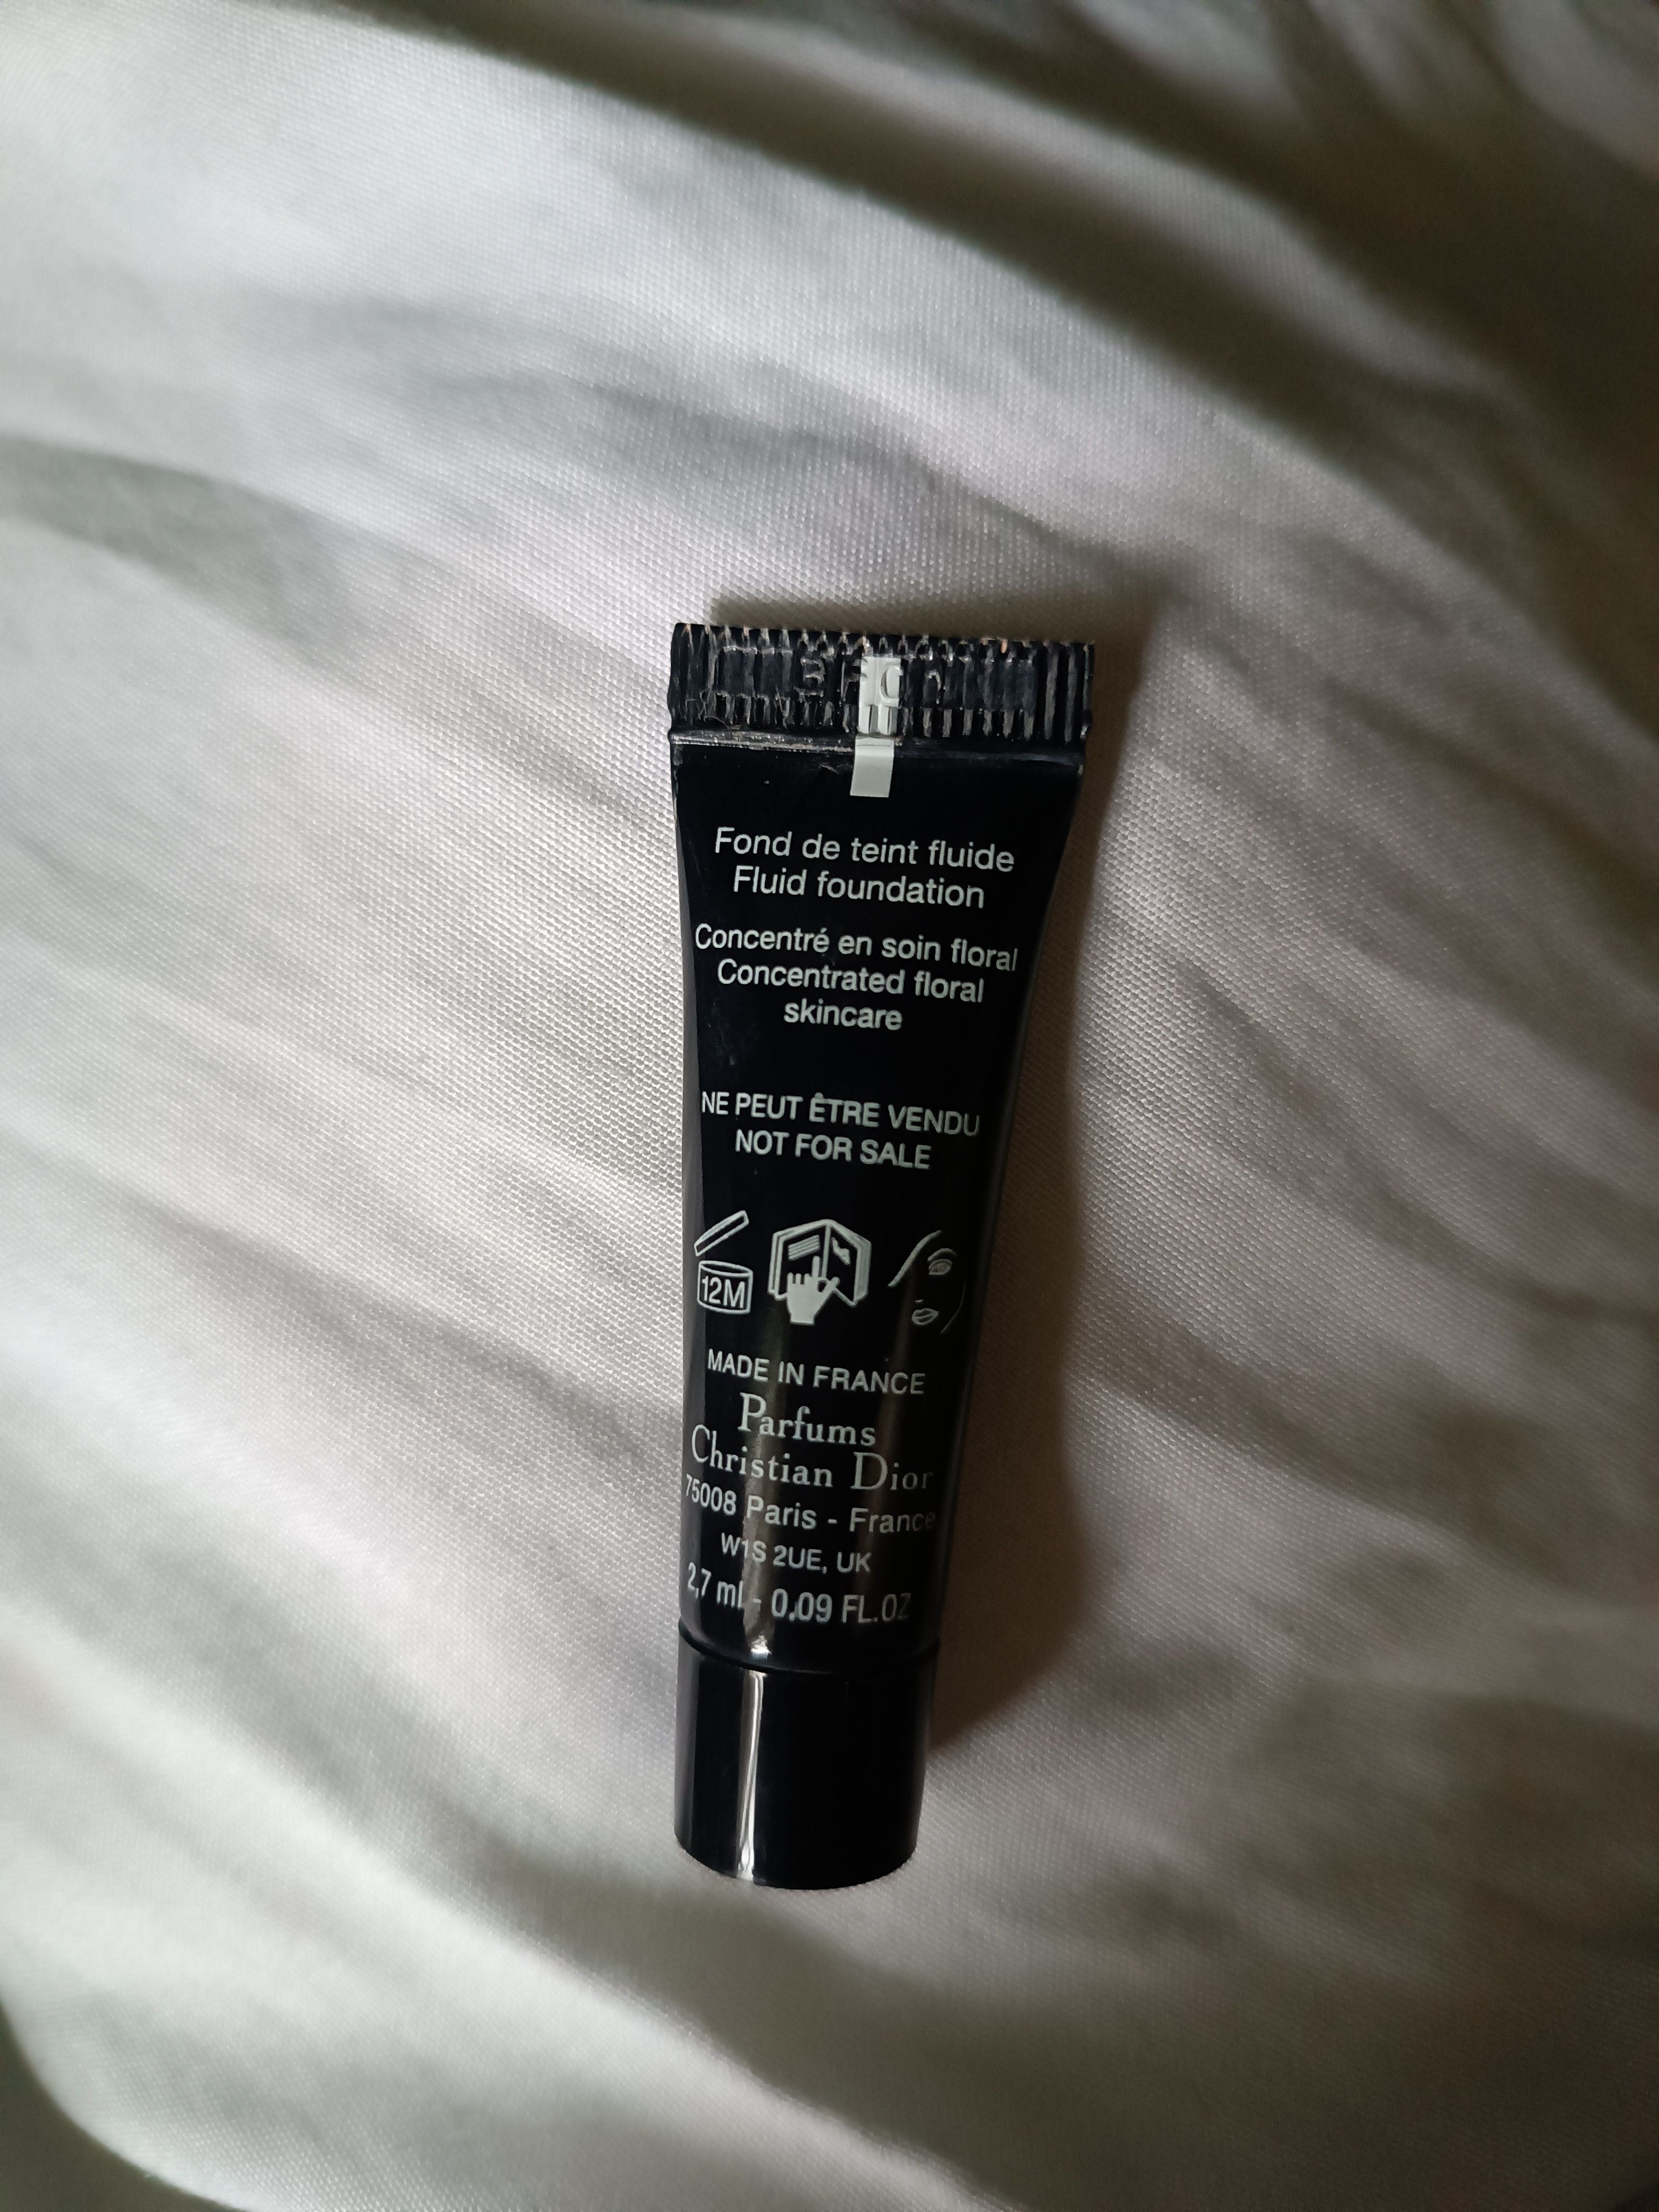 Fond de teint fluide
Fluid foundation
Concentré en soin floral
Concentrated floral
skincare
NE PEUT ÊTRE VENDU
NOT FOR SALE
12M
MADE IN FRANCE
Parfums
Christian Dior
75008 Paris - France
W1S 2UE, UK
2,7 ml - 0.09 FL.OZ